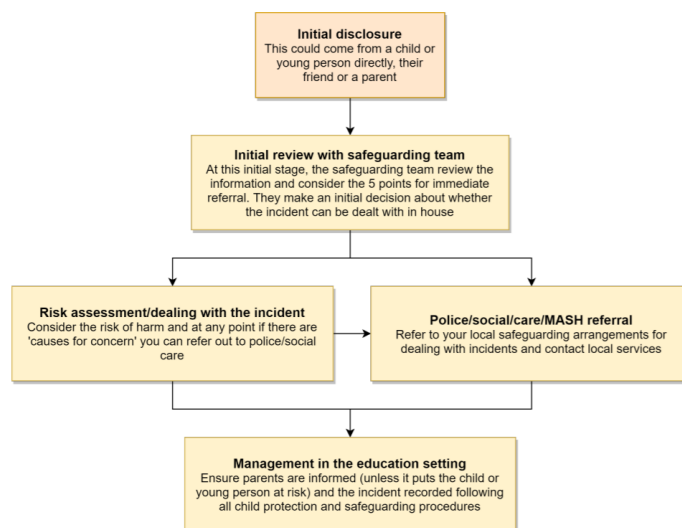 Initial disclosure
This could come from a child or
young person directly, their
friend or a parent
Initial review with safeguarding team
At this initial stage, the safeguarding team review the
information and consider the 5 points for immediate
referral. They make an initial decision about whether
the incident can be dealt with in house
Risk assessment/dealing with the incident
Consider the risk of harm and at any point if there are
'causes for concern' you can refer out to police/social
care
Police/social/care/MASH referral
Refer to your local safeguarding arrangements for
dealing with incidents and contact local services
Management in the education setting
Ensure parents are informed (unless it puts the child or
young person at risk) and the incident recorded following
all child protection and safeguarding procedures